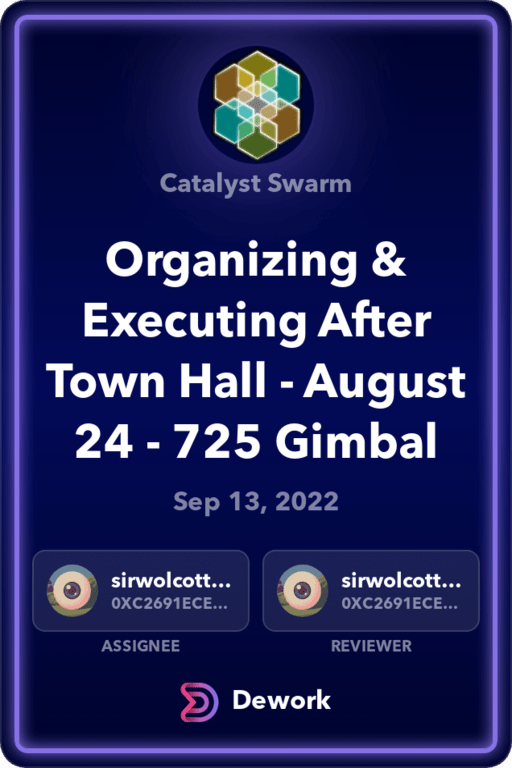 Catalyst Swarm
Organizing &
Executing After
Town Hall - August
24 - 725 Gimbal
Sep 13, 2022
sirwolcott...
0XC2691ECE...
sirwolcott...
0XC2691ECE...
ASSIGNEE
REVIEWER
Dework